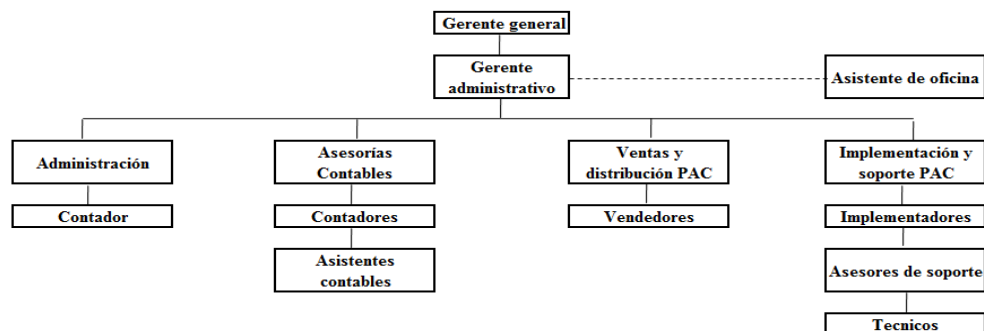 Gerente general
Gerente
administrativo
Asistente de oficina
Administración
Asesorías
Contables
Ventas y
distribución PAC
Implementación y
soporte PAC
Contador
Contadores
Vendedores
Implementadores
Asistentes
contables
Asesores de soporte
Tecnicos